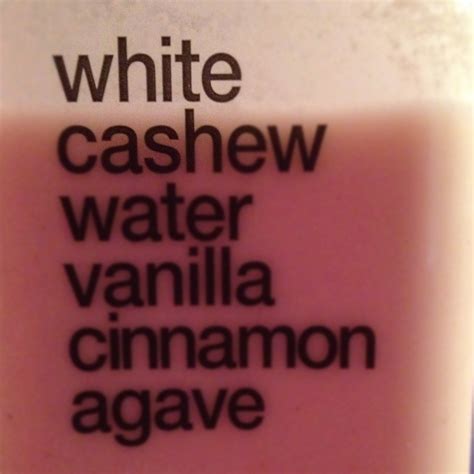 white
cashew
water
vanilla
cinnamon
agave